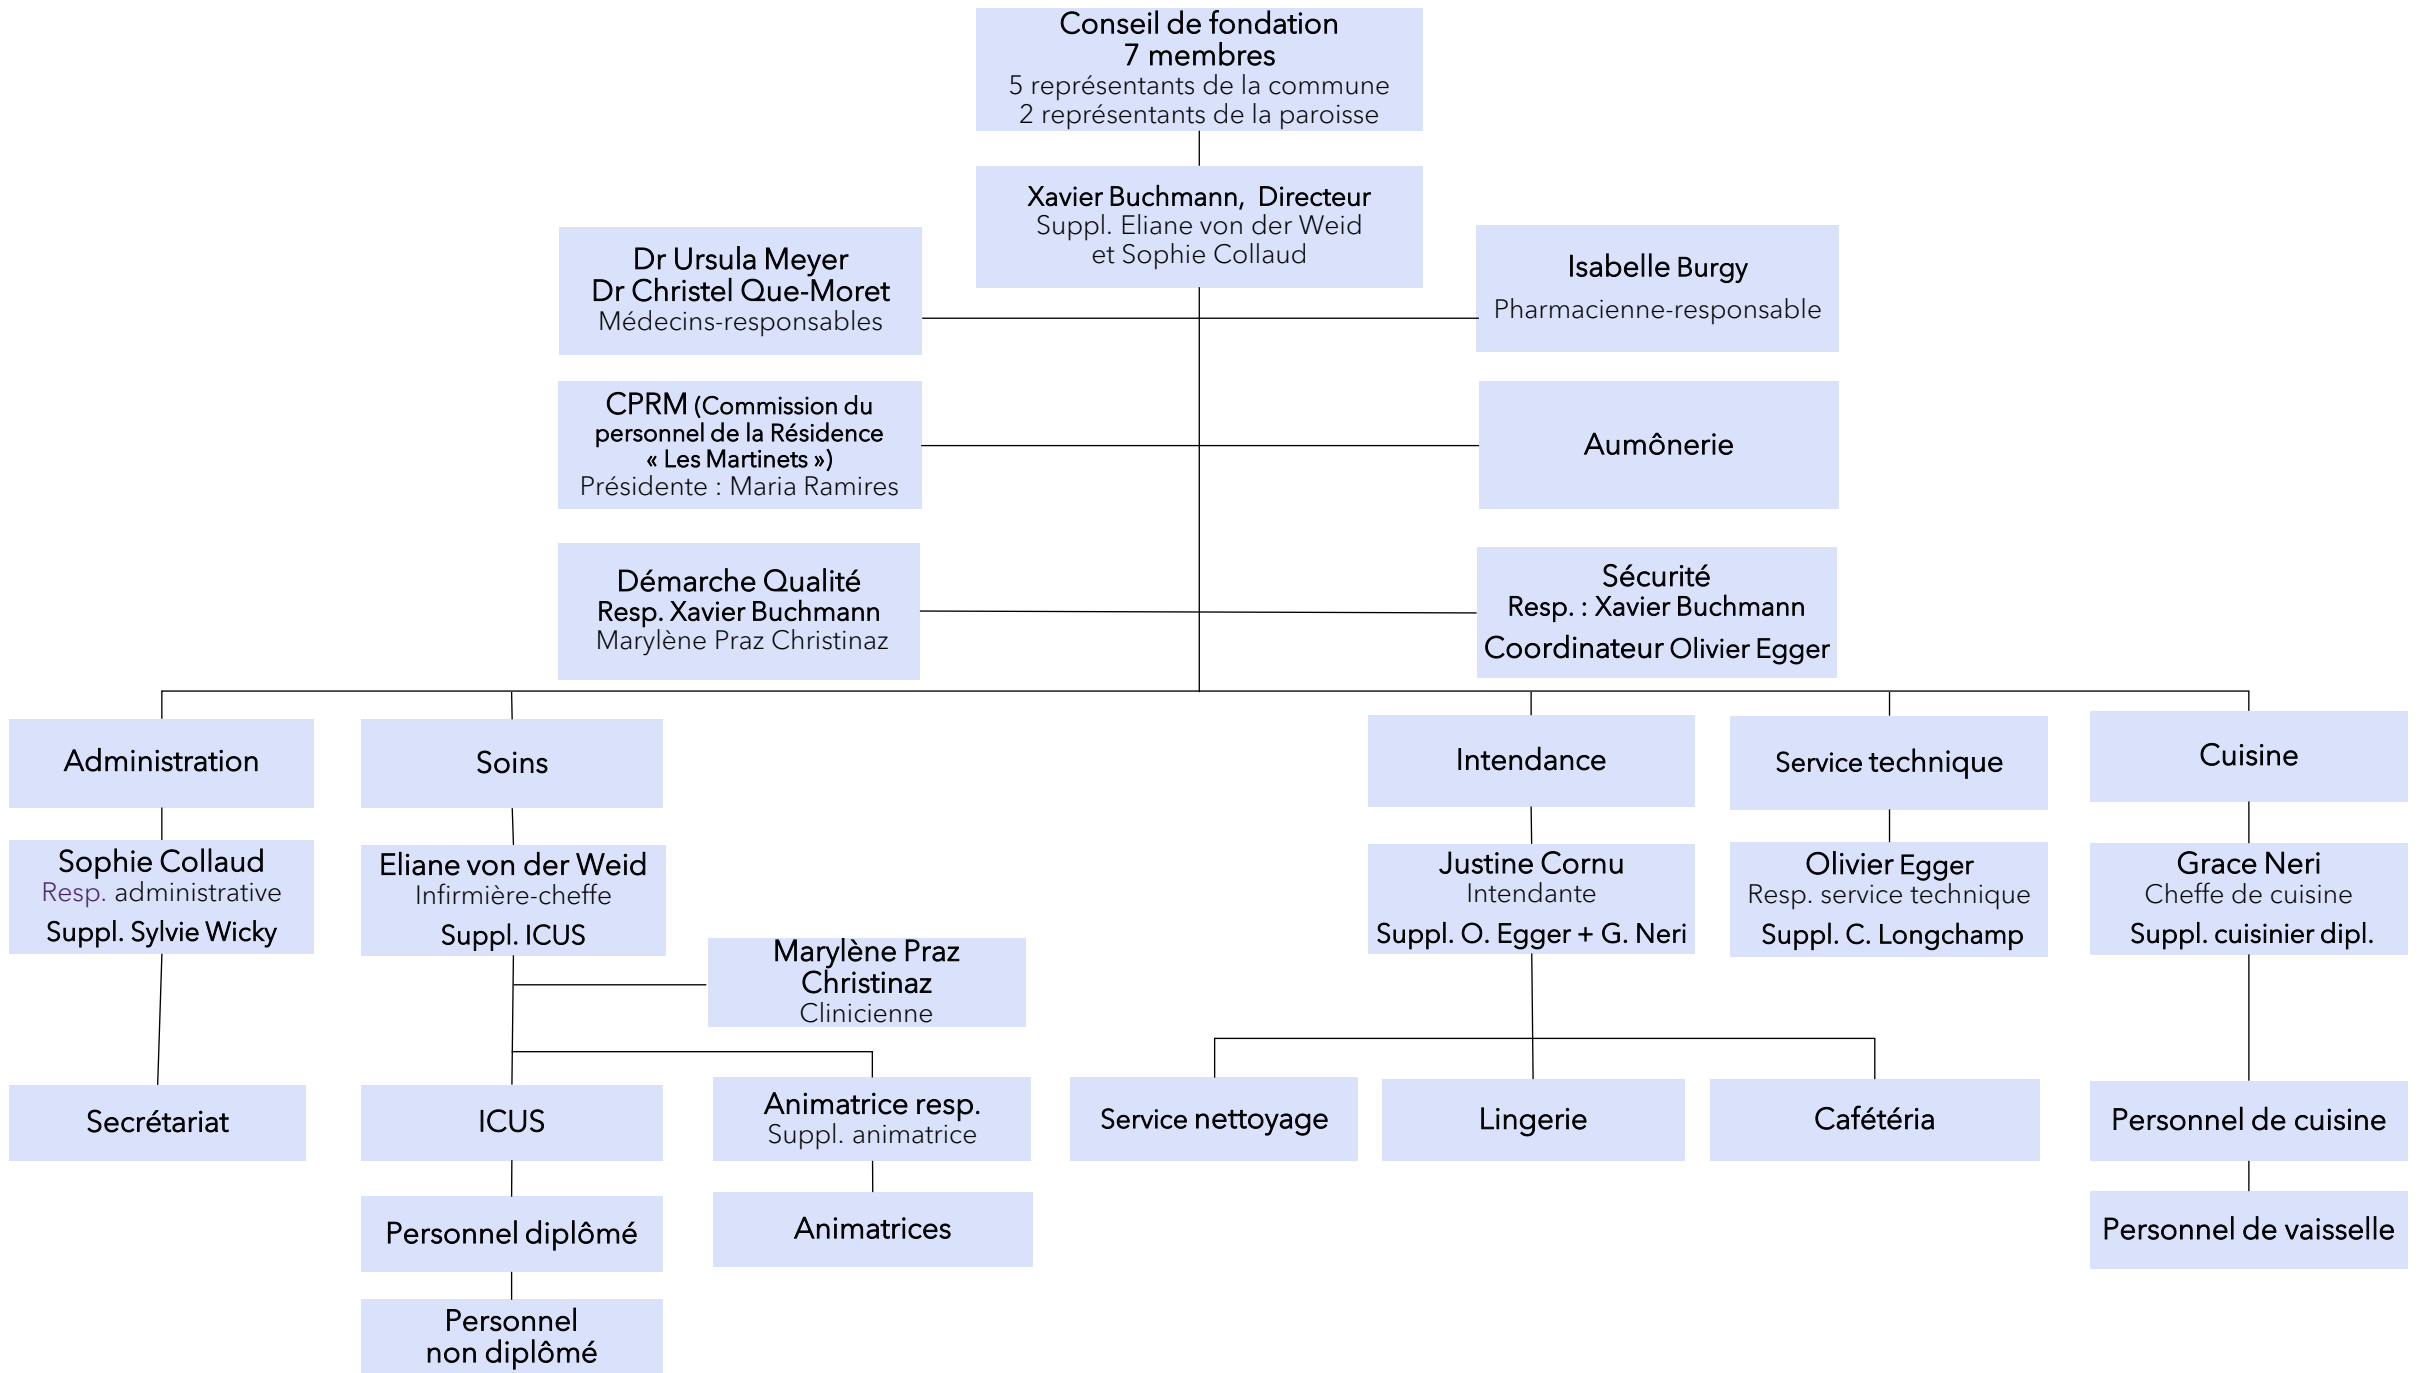 Conseil de fondation
7 membres
5 représentants de la commune
2 représentants de la paroisse
Xavier Buchmann,  Directeur
Suppl. Eliane von der Weid
et Sophie Collaud
Dr Ursula Meyer
Dr Christel Que-Moret
Médecins-responsables
Isabelle Burgy
Pharmacienne-responsable
CPRM (Commission du
personnel de la Résidence
« Les Martinets »)
Présidente : Maria Ramires
Aumônerie
Démarche Qualité
Resp. Xavier Buchmann
Marylène Praz Christinaz
Sécurité
Resp. : Xavier Buchmann
Coordinateur Olivier Egger
Administration
Soins
Intendance
Service technique
Cuisine
Sophie Collaud
Resp. administrative
Suppl. Sylvie Wicky
Eliane von der Weid
Infirmière-cheffe
Suppl. ICUS
Justine Cornu
Intendante
Suppl. O. Egger + G. Neri
Olivier Egger
Resp. service technique
Suppl. C. Longchamp
Grace Neri
Cheffe de cuisine
Suppl. cuisinier dipl.
Marylène Praz
Christinaz
Clinicienne
Secrétariat
ICUS
Animatrice resp.
Suppl. animatrice
Service nettoyage
Lingerie
Cafétéria
Personnel de cuisine
Personnel diplômé
Animatrices
Personnel de vaisselle
Personnel
non diplômé